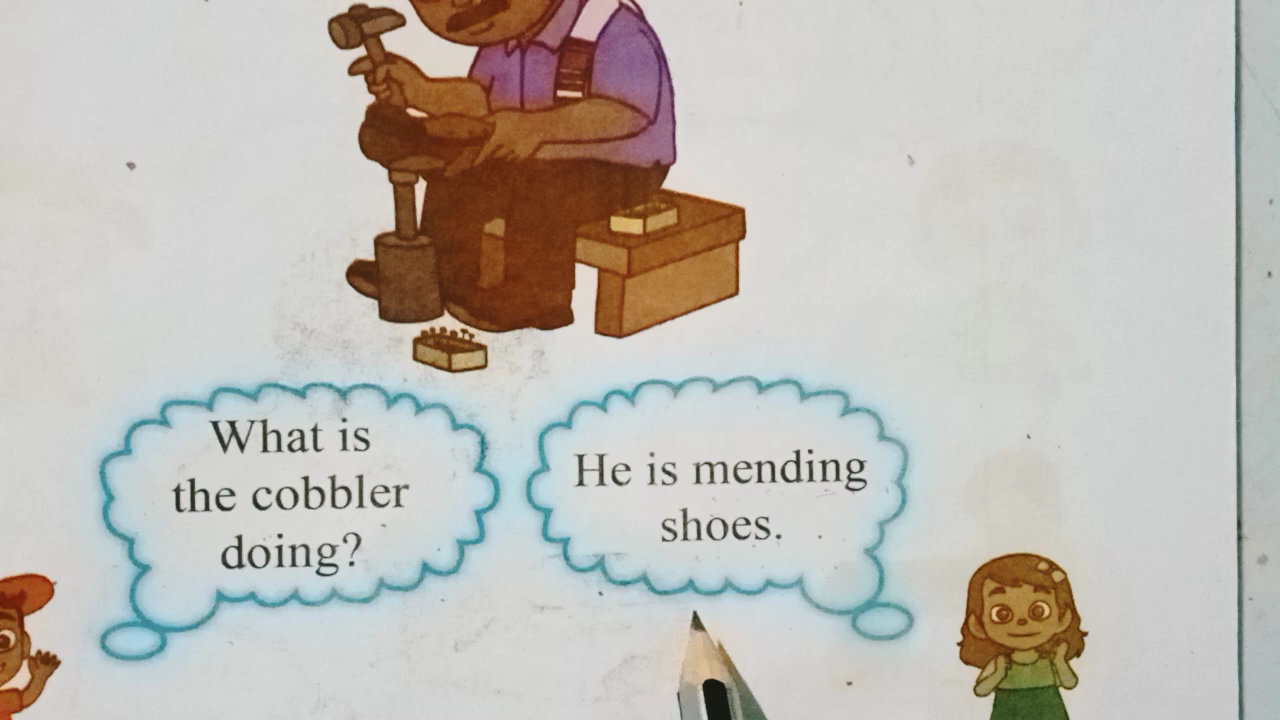 What is
the cobbler
doing?
He is mending
shoes.